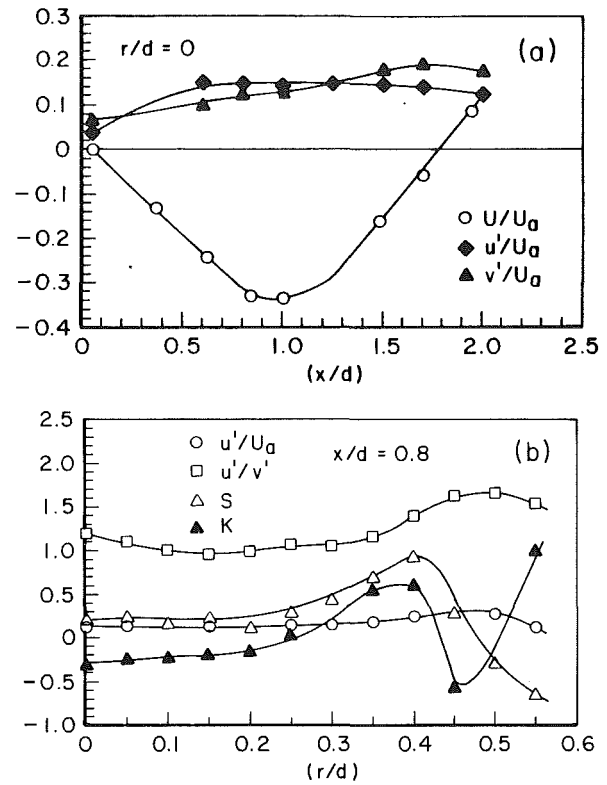 0.3
r/d = 0
(a)
0.2
0.1
0
−0.1
−0.2
−0.3
−0.4
U/Ua
u'/Ua
v'/Ua
0 0.5 1.0 1.5 2.0 2.5
(x/d)
2.5
u'/Ua
x/d = 0.8
(b)
2.0
u'/v'
1.5
S
K
1.0
0.5
0
−0.5
−1.0
0 0.1 0.2 0.3 0.4 0.5 0.6
(r/d)